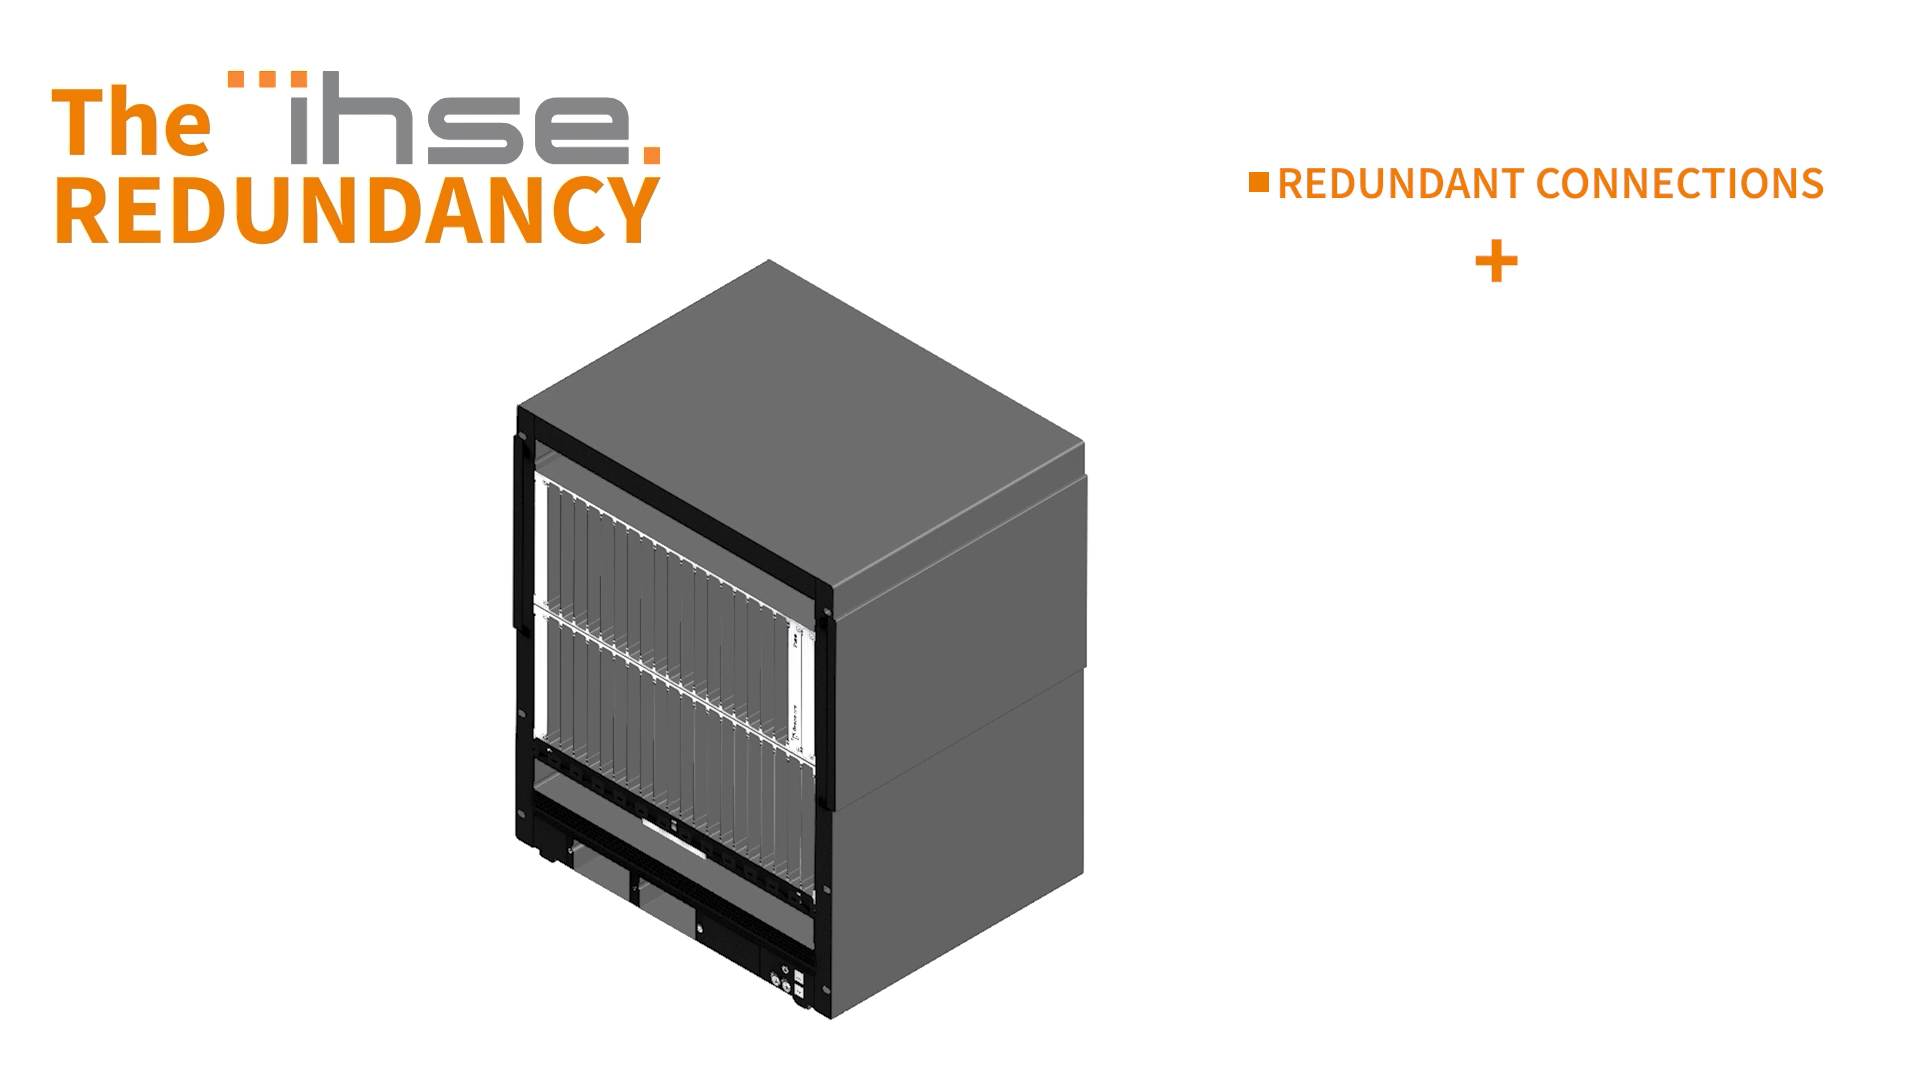 The ihse.
REDUNDANCY
REDUNDANT CONNECTIONS
+